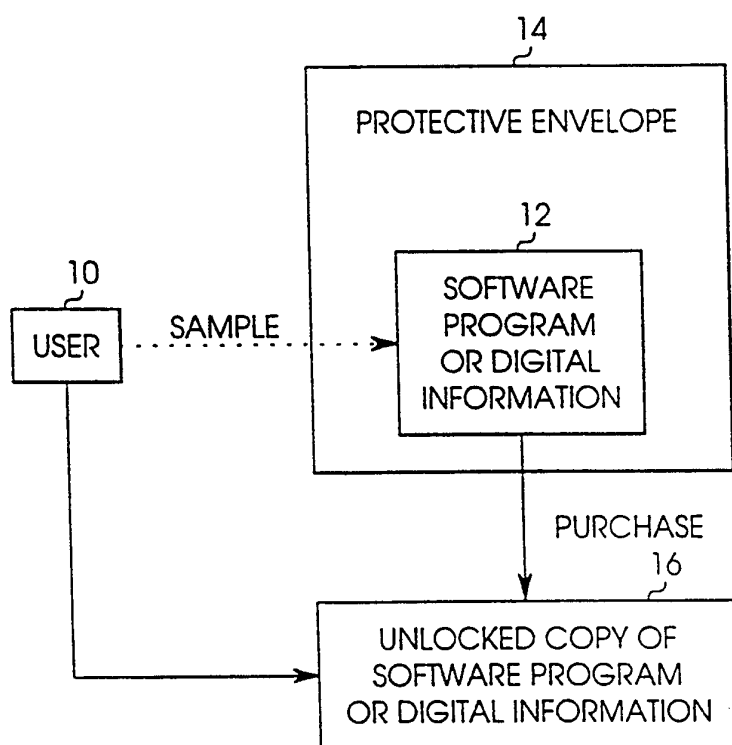 14
PROTECTIVE ENVELOPE
12
10
SOFTWARE
PROGRAM
OR DIGITAL
INFORMATION
USER
SAMPLE
PURCHASE
16
UNLOCKED COPY OF
SOFTWARE PROGRAM
OR DIGITAL INFORMATION